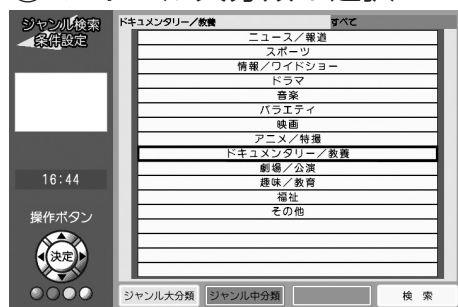 ジャンル検索
条件設定
ドキュメンタリー／教養 すべて
ニュース／報道
スポーツ
情報／ワイドショー
ドラマ
音楽
バラエティ
映画
アニメ／特撮
ドキュメンタリー／教養
劇場／公演
趣味／教育
福祉
その他
16:44
操作ボタン
決定
ジャンル大分類 ジャンル中分類 検 索